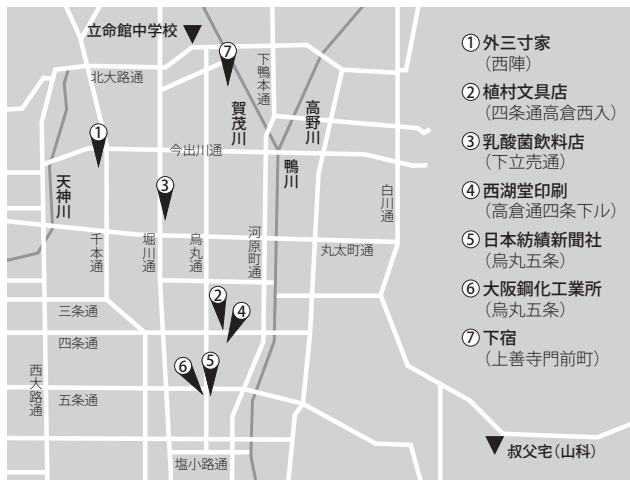 立命館中学校
⑦
下鴨本通
北大路通
賀茂川
高野川
①
今出川通
鴨川
天神川
③
白川通
千本通
堀川通
烏丸通
河原町通
丸太町通
②
④
三条通
四条通
⑥
⑤
西大路通
五条通
塩小路通
叔父宅（山科）
①外三寸家
（西陣）
②植村文具店
（四条通高倉西入）
③乳酸菌飲料店
（下立売通）
④西湖堂印刷
（高倉通四条下ル）
⑤日本紡績新聞社
（烏丸五条）
⑥大阪鋼化工業所
（烏丸五条）
⑦下宿
（上善寺門前町）